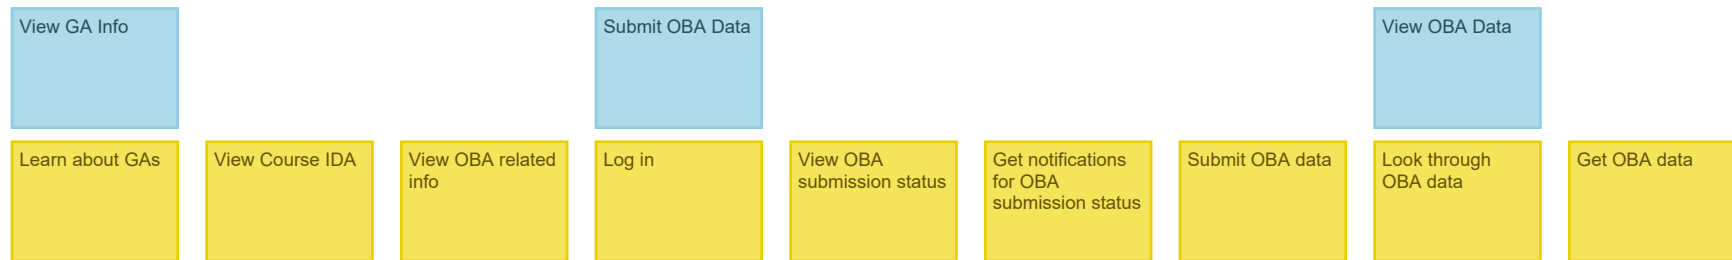 View GA Info
Submit OBA Data
View OBA Data
Learn about GAs
View Course IDA
View OBA related
info
Log in
View OBA
submission status
Get notifications
for OBA
submission status
Submit OBA data
Look through
OBA data
Get OBA data